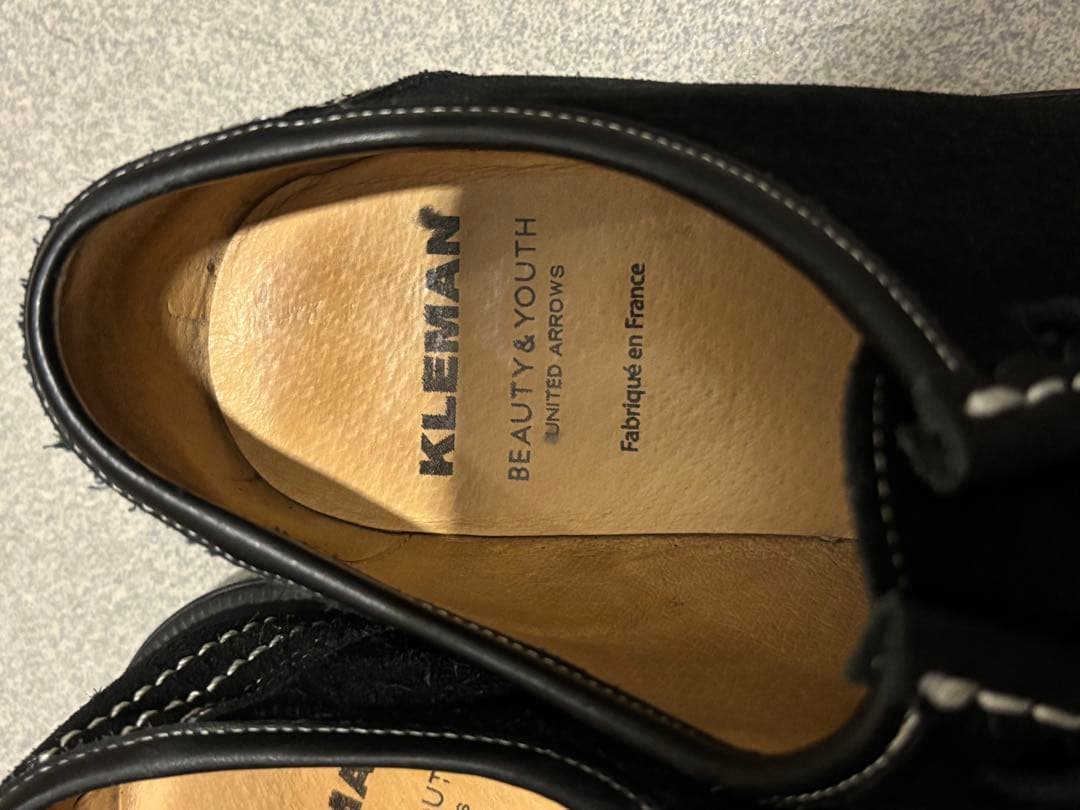 KLEMAN
BEAUTY & YOUTH
UNITED ARROWS
Fabriqué en France